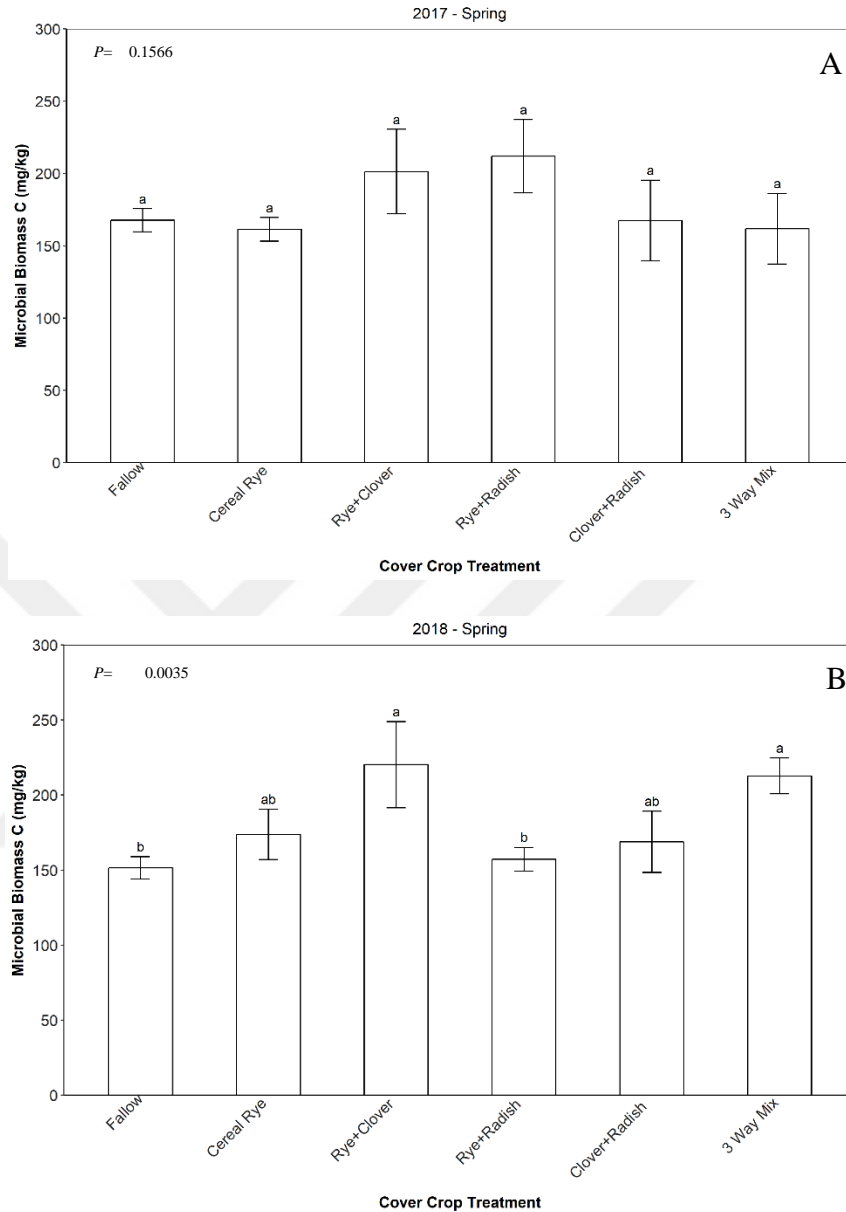 2017 - Spring
P= 0.1566
A
Microbial Biomass C (mg/kg)
300
250
200
150
100
50
0
a
a
a
a
a
a
Fallow
Cereal Rye
Rye+Clover
Rye+Radish
Clover+Radish
3 Way Mix
Cover Crop Treatment
2018 - Spring
P= 0.0035
B
Microbial Biomass C (mg/kg)
300
250
200
150
100
50
0
b
ab
a
b
ab
a
Fallow
Cereal Rye
Rye+Clover
Rye+Radish
Clover+Radish
3 Way Mix
Cover Crop Treatment